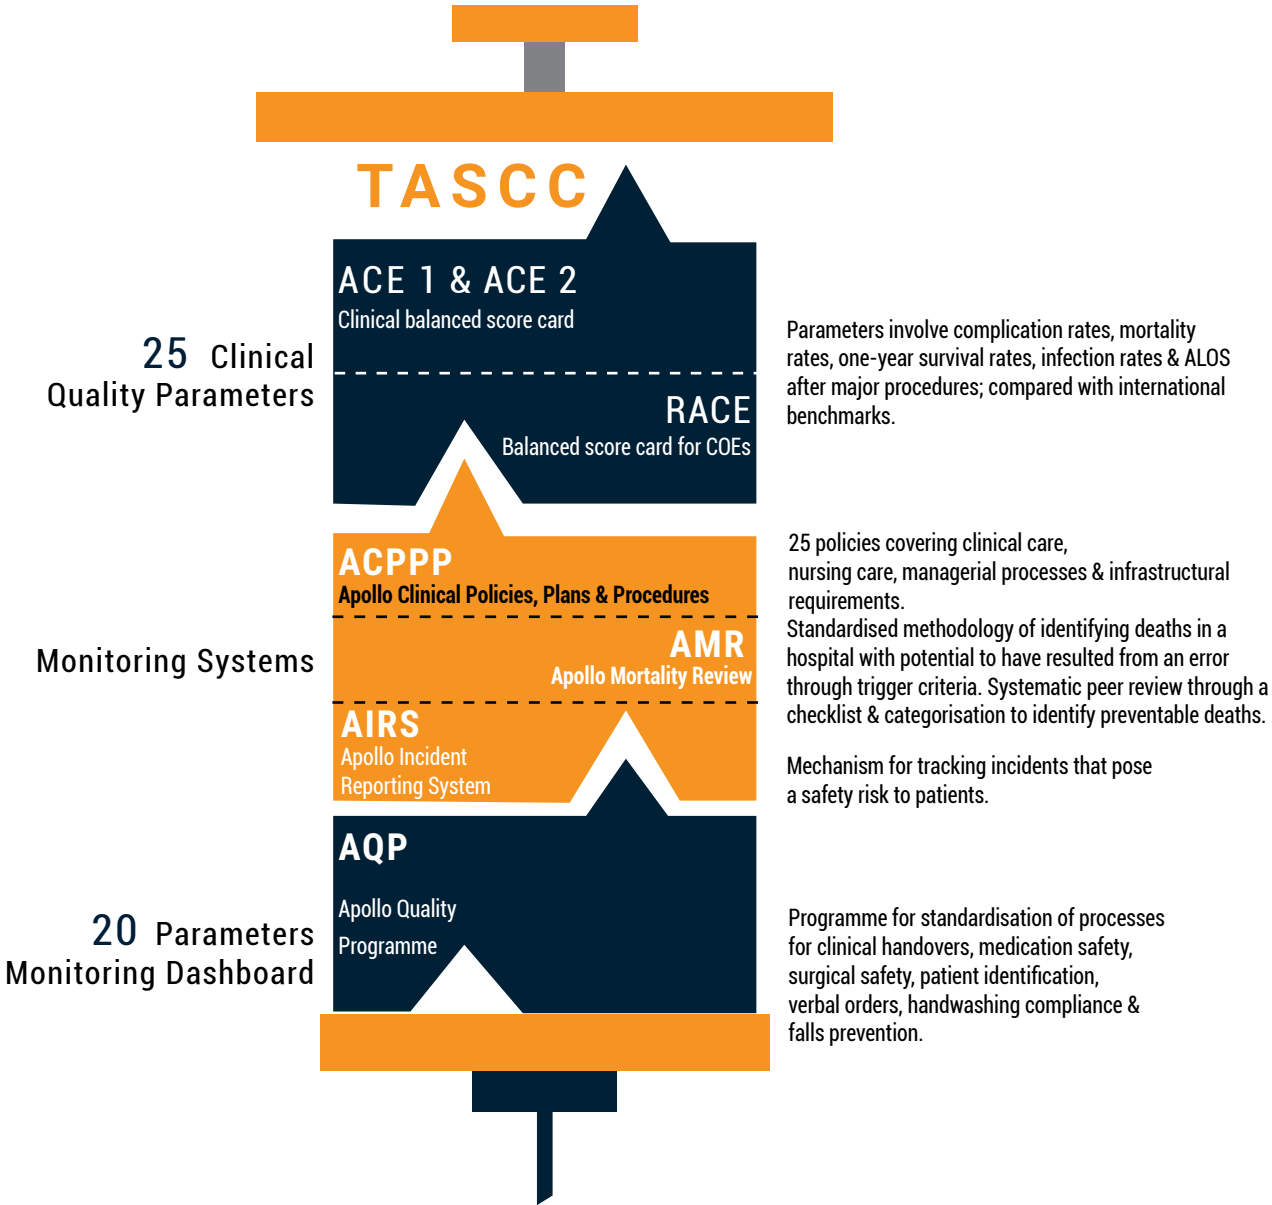 TASCC
ACE 1 & ACE 2
Clinical balanced score card
RACE
Balanced score card for COEs
25 Clinical
Quality Parameters
Parameters involve complication rates, mortality
rates, one-year survival rates, infection rates & ALOS
after major procedures; compared with international
benchmarks.
ACPPP
Apollo Clinical Policies, Plans & Procedures
AMR
Apollo Mortality Review
AIRS
Apollo Incident
Reporting System
Monitoring Systems
25 policies covering clinical care,
nursing care, managerial processes & infrastructural
requirements.
Standardised methodology of identifying deaths in a
hospital with potential to have resulted from an error
through trigger criteria. Systematic peer review through a
checklist & categorisation to identify preventable deaths.
Mechanism for tracking incidents that pose
a safety risk to patients.
AQP
Apollo Quality
Programme
20 Parameters
Monitoring Dashboard
Programme for standardisation of processes
for clinical handovers, medication safety,
surgical safety, patient identification,
verbal orders, handwashing compliance &
falls prevention.